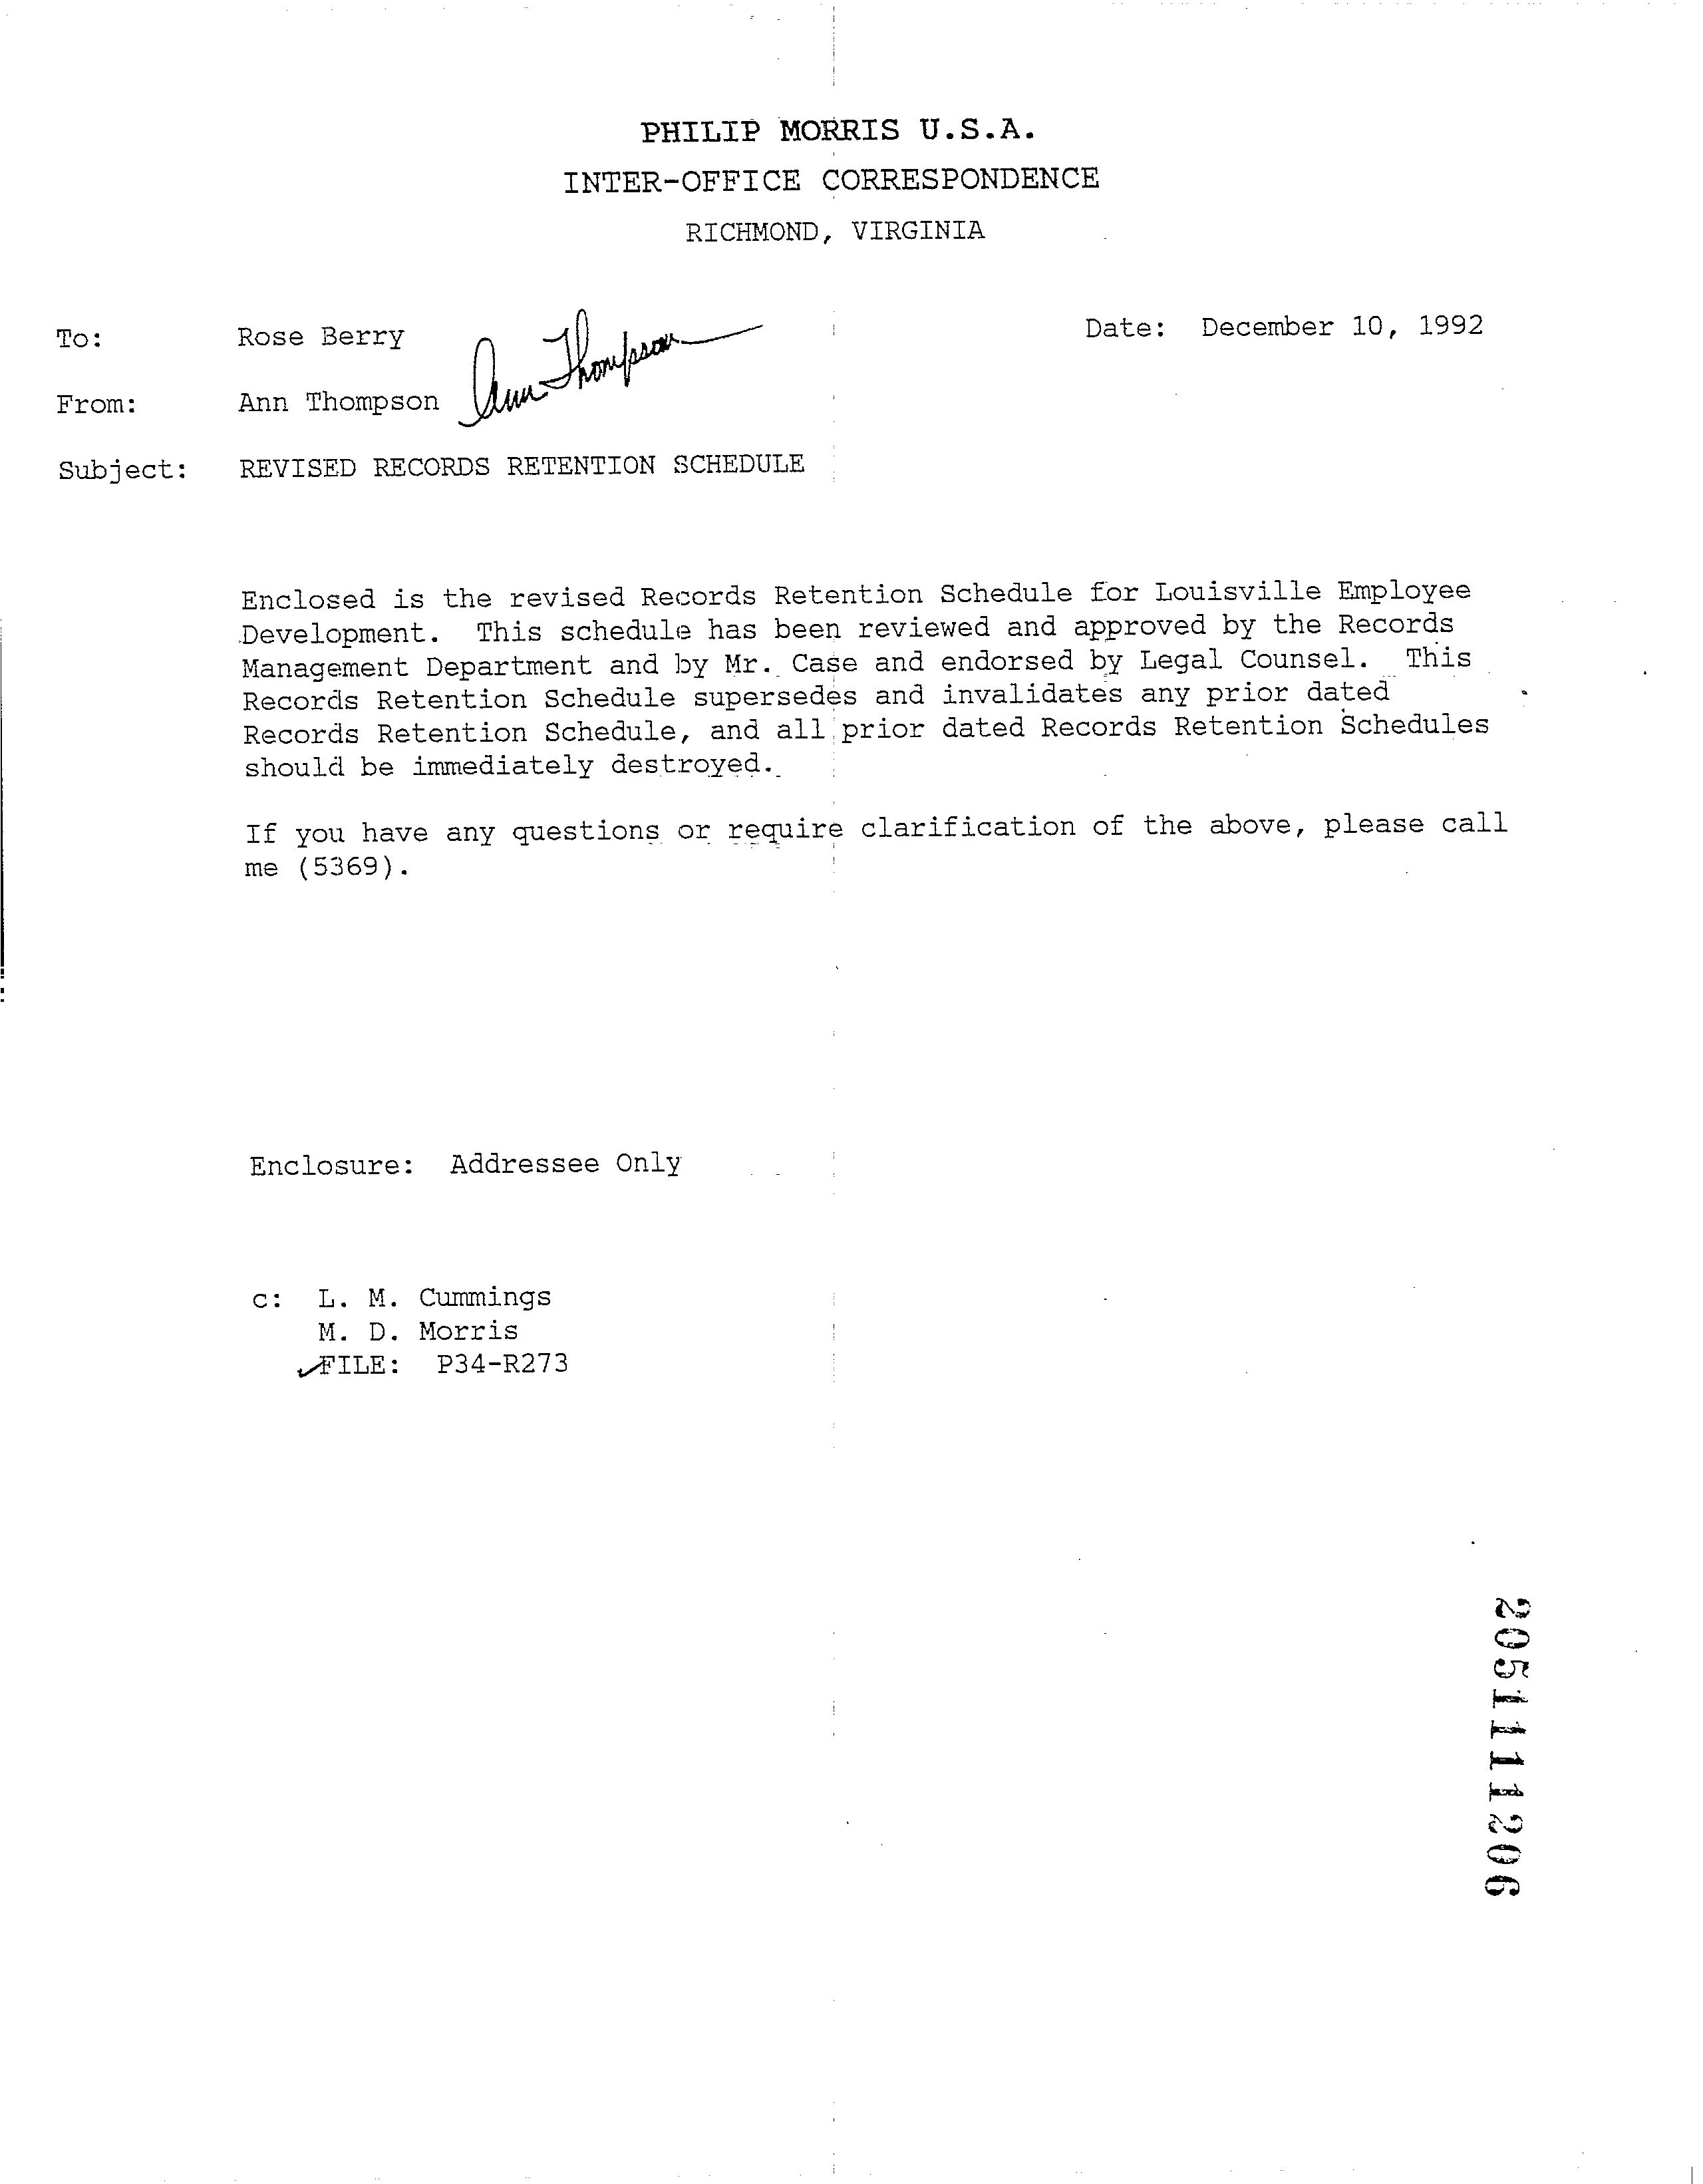 PHILIP MORRIS U.S.A.
INTER-OFFICE CORRESPONDENCE
RICHMOND, VIRGINIA
To: Rose Berry Date: December 10, 1992
Ann Thompson
From: Ann Thompson
Subject: REVISED RECORDS RETENTION SCHEDULE
Enclosed is the revised Records Retention Schedule for Louisville Employee
Development. This schedule has been reviewed and approved by the Records
Management Department and by Mr. Case and endorsed by Legal Counsel. This
Records Retention Schedule supersedes and invalidates any prior dated
Records Retention Schedule, and all prior dated Records Retention Schedules
should be immediately destroyed.
If you have any questions or require clarification of the above, please call
me (5369).
Enclosure: Addressee Only
c: L. M. Cummings
M. D. Morris
✓FILE: P34-R273
2051111206